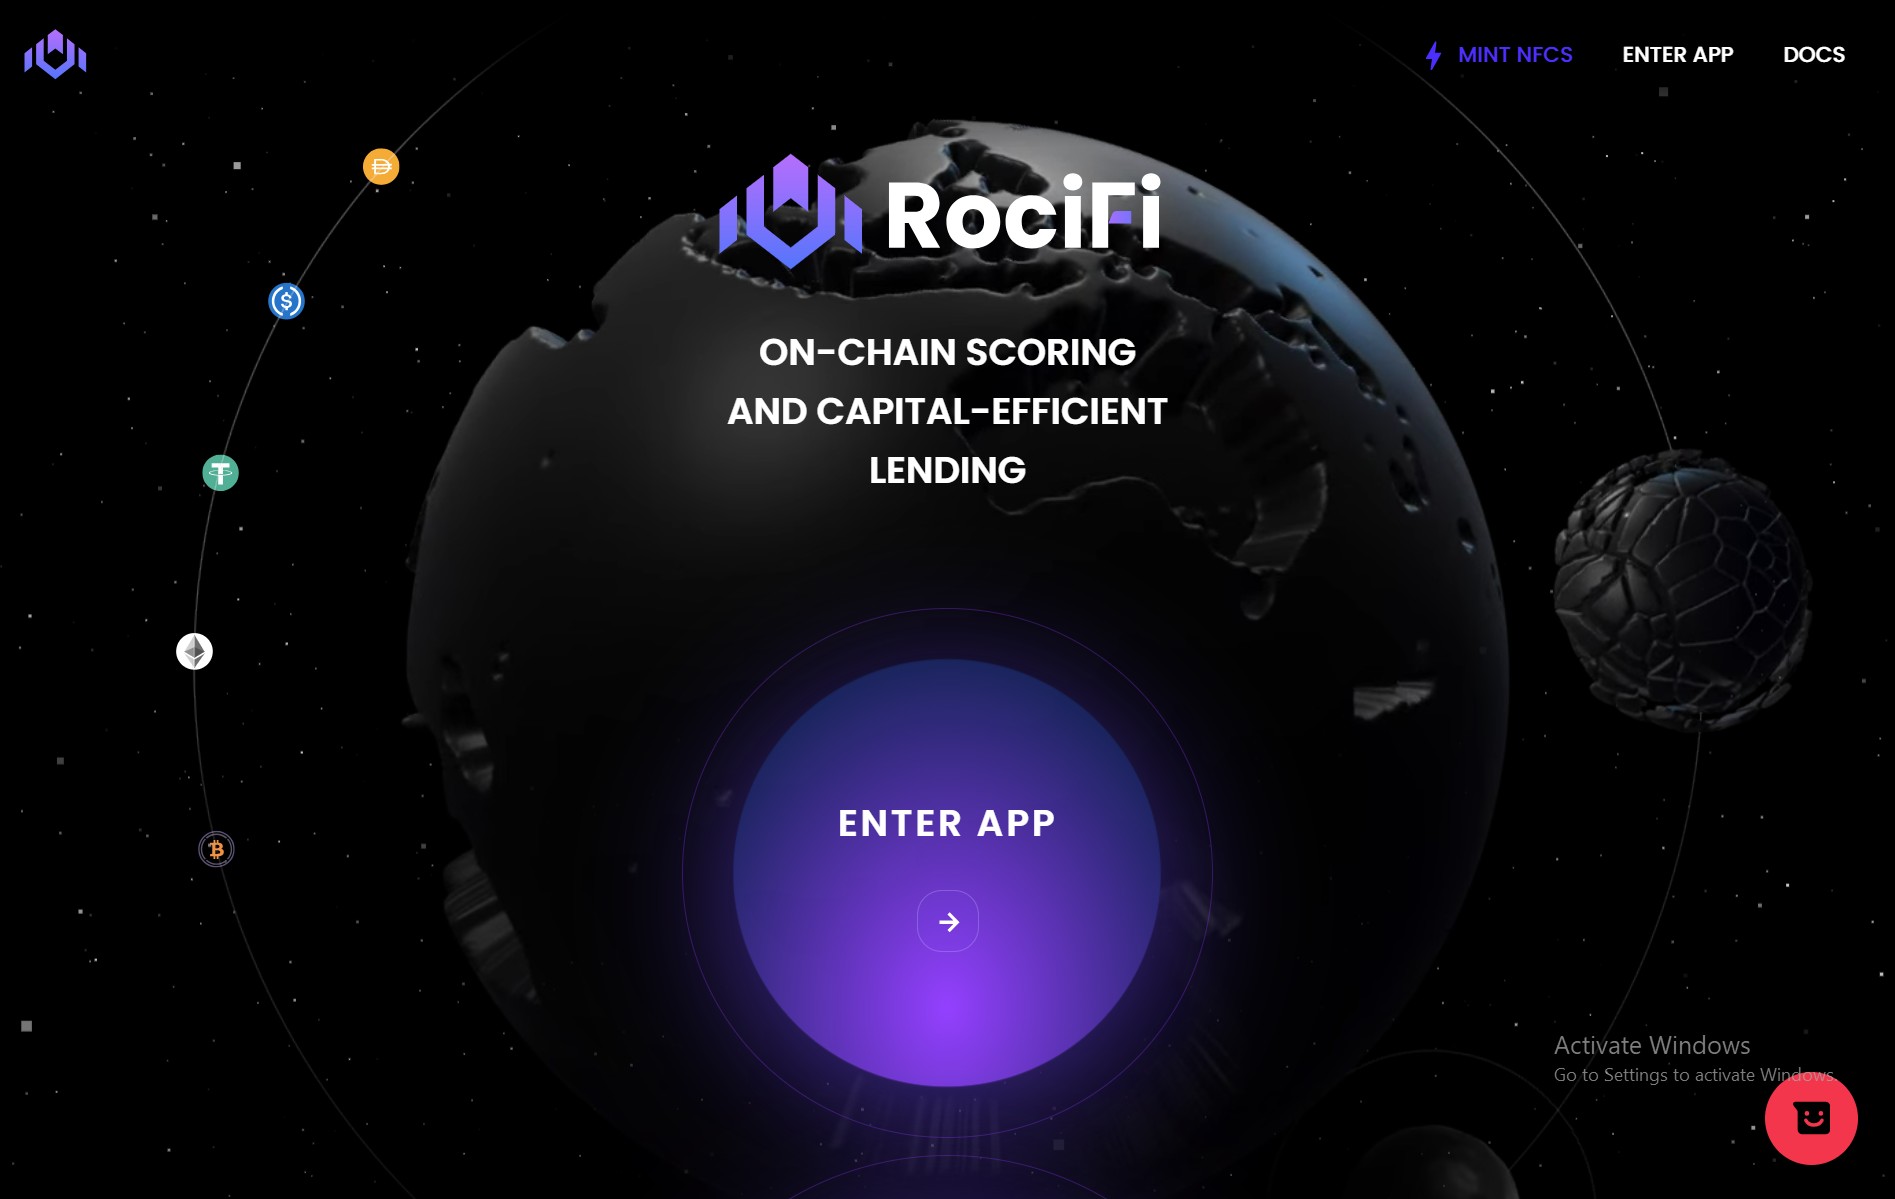 MINT NFCS
ENTER APP
DOCS
RociFi
ON-CHAIN SCORING
AND CAPITAL-EFFICIENT
LENDING
ENTER APP
Activate Windows
Go to Settings to activate Windows.